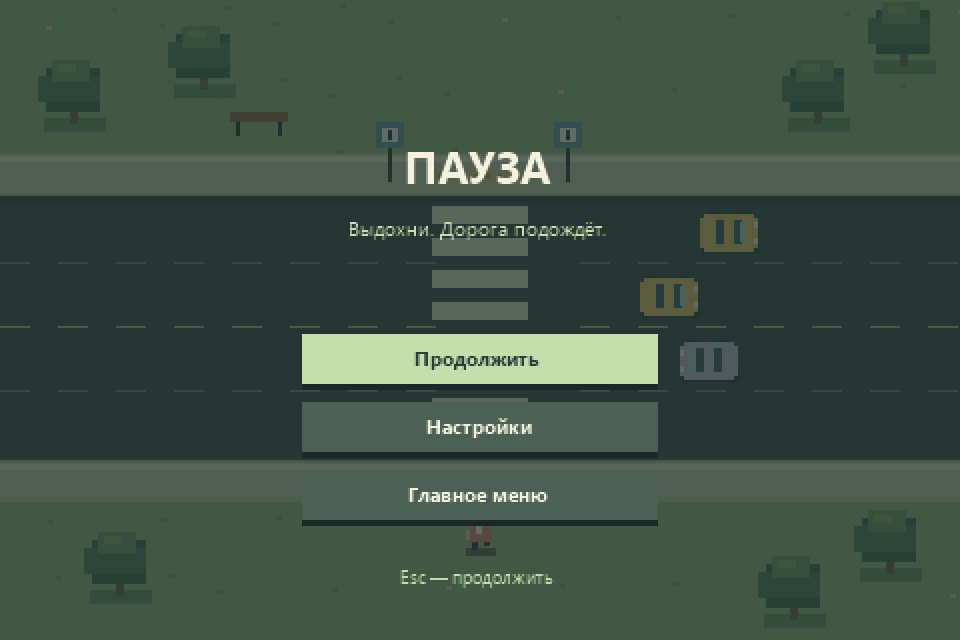 ПАУЗА
Выдохни. Дорога подождёт.
Продолжить
Настройки
Главное меню
Esc — продолжить